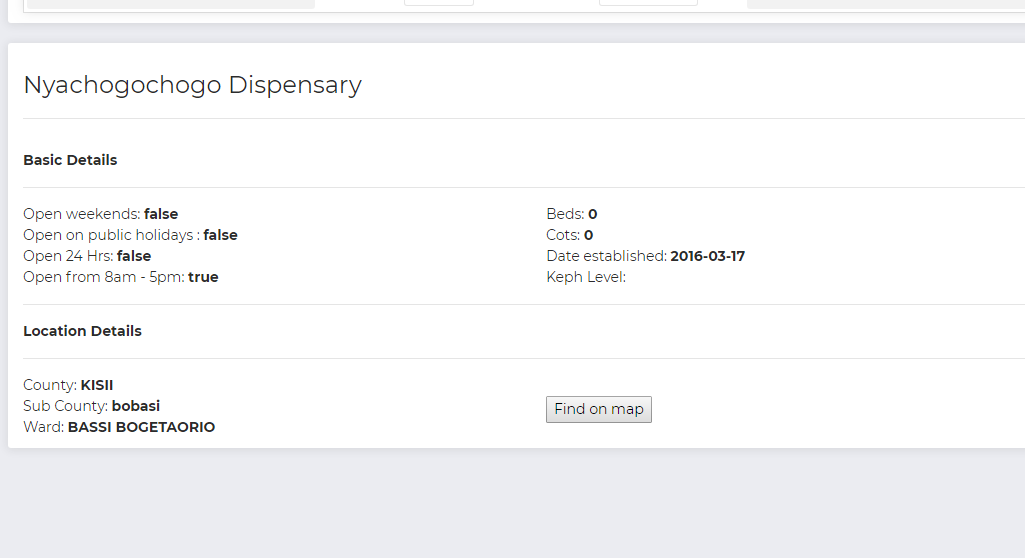 Nyachogochogo Dispensary
Basic Details
Open weekends: false
Open on public holidays : false
Open 24 Hrs: false
Open from 8am - 5pm: true
Beds: 0
Cots: 0
Date established: 2016-03-17
Keph Level:
Location Details
County: KISII
Sub County: bobasi
Ward: BASSI BOGETAORIO
Find on map